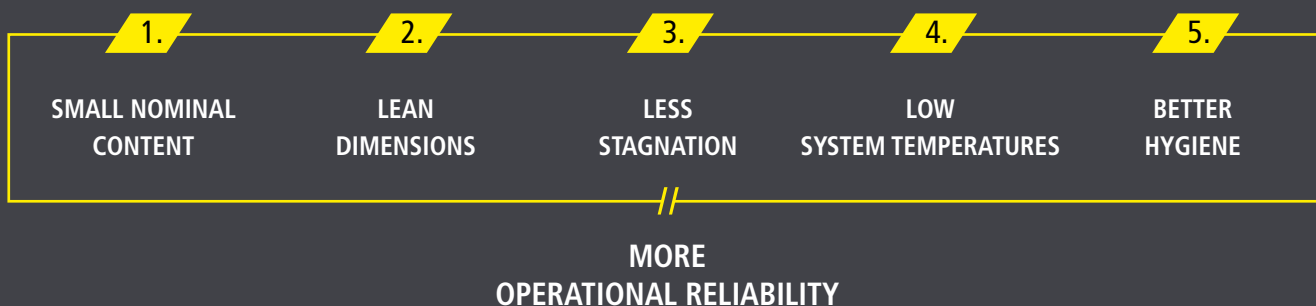 1.
SMALL NOMINAL
CONTENT
2.
LEAN
DIMENSIONS
3.
LESS
STAGNATION
4.
LOW
SYSTEM TEMPERATURES
5.
BETTER
HYGIENE
MORE
OPERATIONAL RELIABILITY